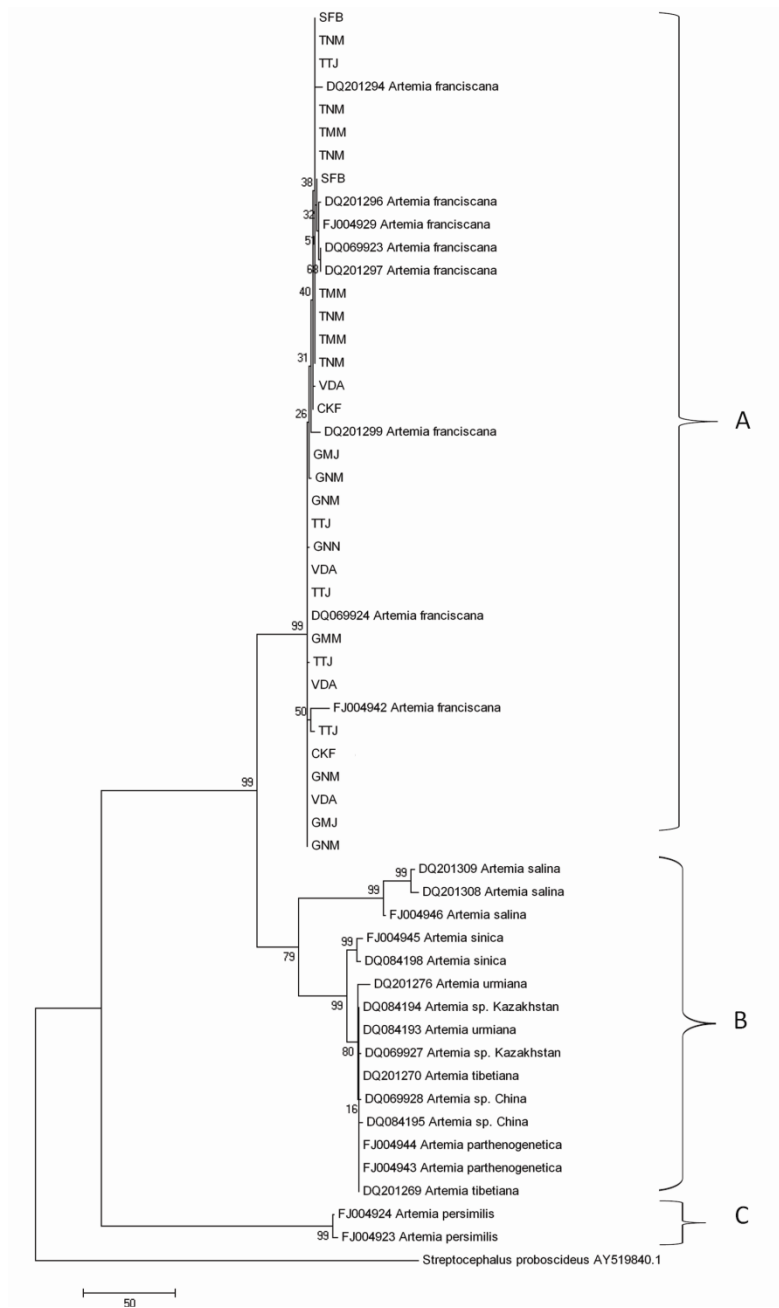 SFB
TNM
TTJ
DQ201294 Artemia franciscana
TNM
TMM
TNM
38 SFB
DQ201296 Artemia franciscana
32
FJ004929 Artemia franciscana
51 DQ069923 Artemia franciscana
68 DQ201297 Artemia franciscana
40 TMM
TNM
TMM
31 TNM
VDA
CKF
26
A
DQ201299 Artemia franciscana
GMJ
GNM
GNM
TTJ
GNN
VDA
TTJ
DQ069924 Artemia franciscana
99 GMM
TTJ
VDA
50 FJ004942 Artemia franciscana
TTJ
CKF
99 GNM
VDA
GMJ
GNM
99 DQ201309 Artemia salina
99 DQ201308 Artemia salina
FJ004946 Artemia salina
99 FJ004945 Artemia sinica
79 DQ084198 Artemia sinica
DQ201276 Artemia urmiana
99 DQ084194 Artemia sp. Kazakhstan
B
DQ084193 Artemia urmiana
80 DQ069927 Artemia sp. Kazakhstan
DQ201270 Artemia tibetiana
DQ069928 Artemia sp. China
16 DQ084195 Artemia sp. China
FJ004944 Artemia parthenogenetica
FJ004943 Artemia parthenogenetica
DQ201269 Artemia tibetiana
FJ004924 Artemia persimilis
C
99 FJ004923 Artemia persimilis
Streptocephalus proboscideus AY519840.1
50